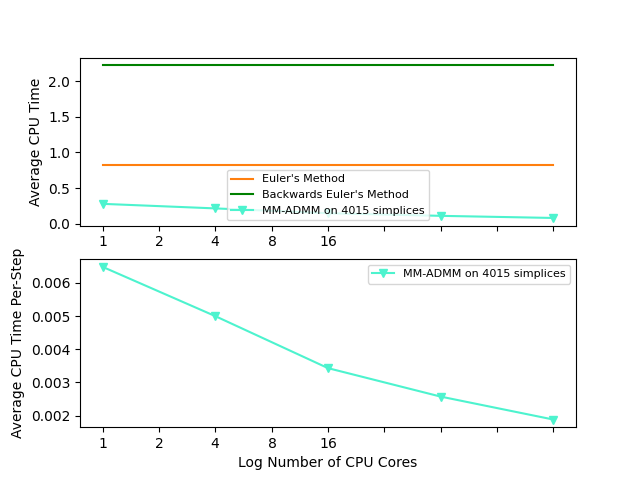 Average CPU Time
2.0
1.5
1.0
0.5
0.0
Euler's Method
Backwards Euler's Method
MM-ADMM on 4015 simplices
1 2 4 8 16
Average CPU Time Per-Step
0.006
0.005
0.004
0.003
0.002
MM-ADMM on 4015 simplices
1 2 4 8 16
Log Number of CPU Cores